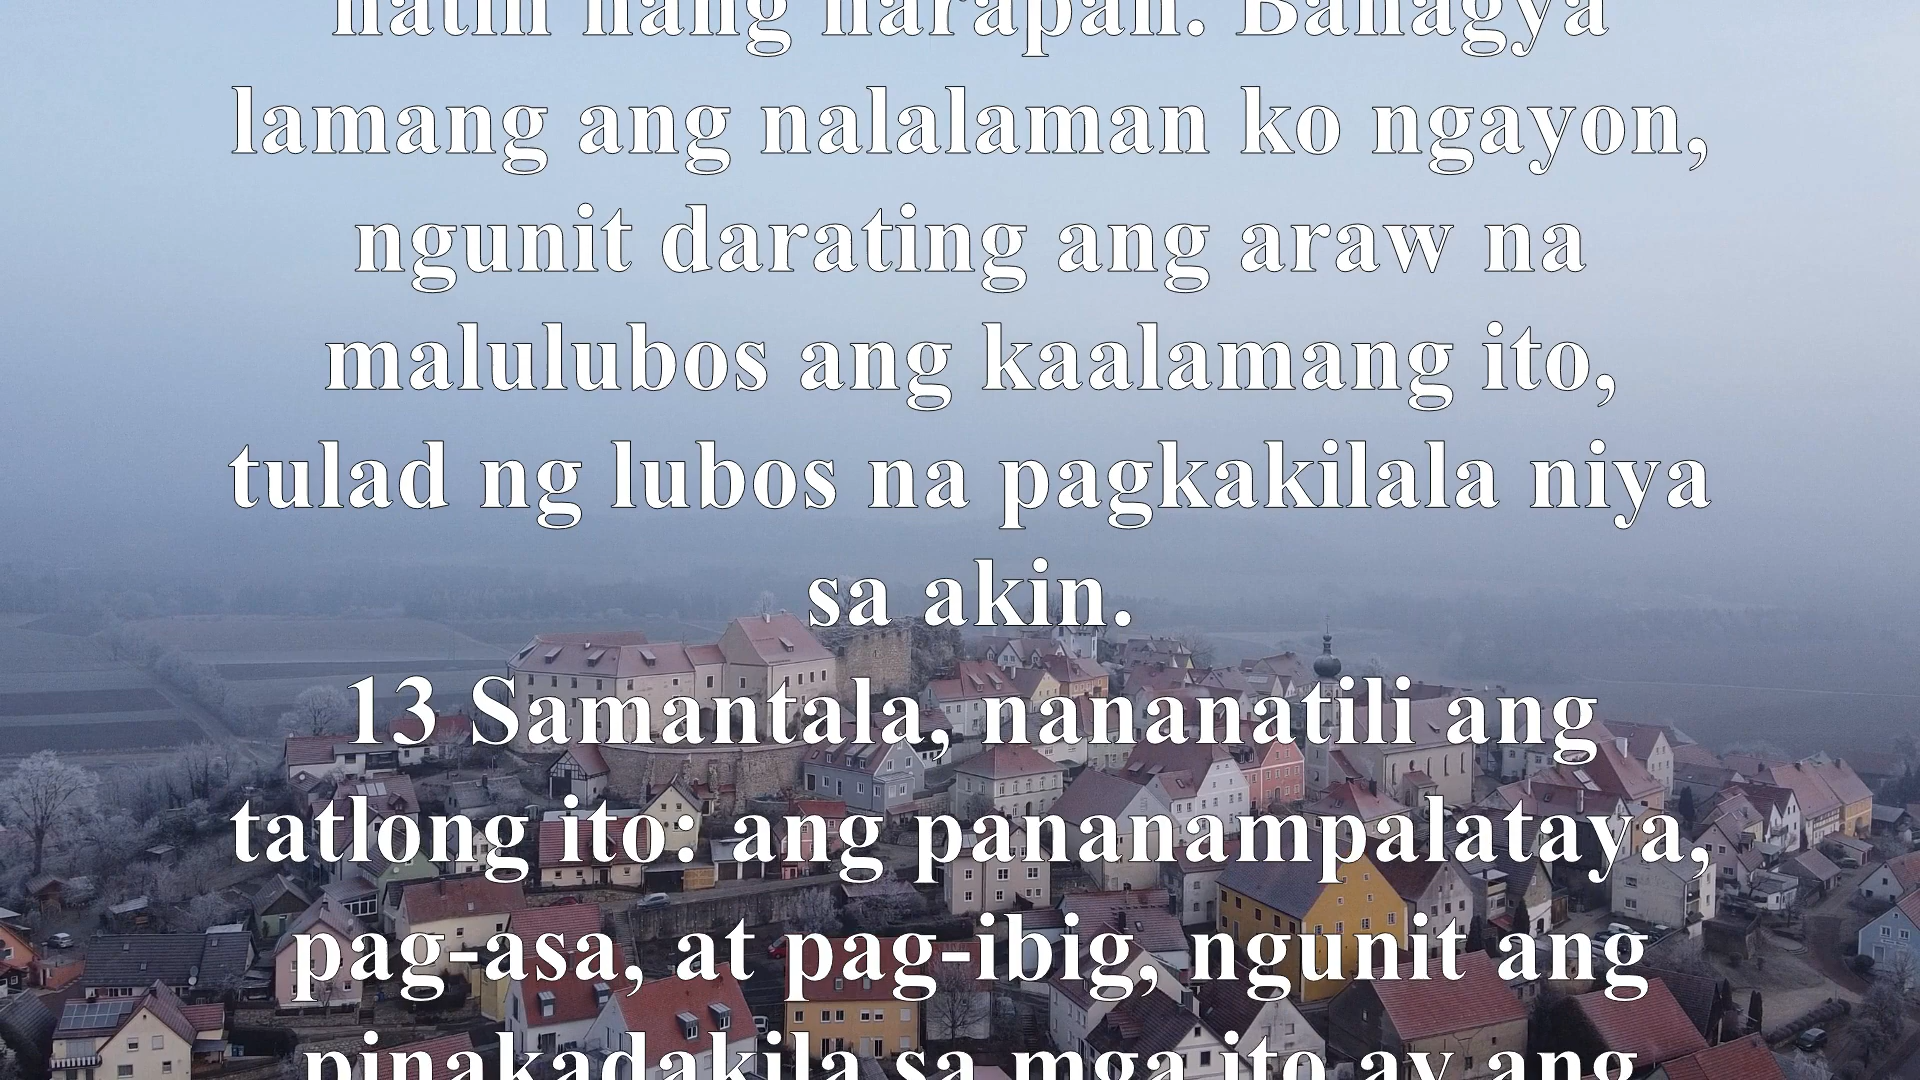 natin nang harapan. Bahagya
lamang ang nalalaman ko ngayon,
ngunit darating ang araw na
malulubos ang kaalamang ito,
tulad ng lubos na pagkakilala niya
sa akin.
13 Samantala, nananatili ang
tatlong ito: ang pananampalataya,
pag-asa, at pag-ibig, ngunit ang
pinakadakila sa mga ito ay ang